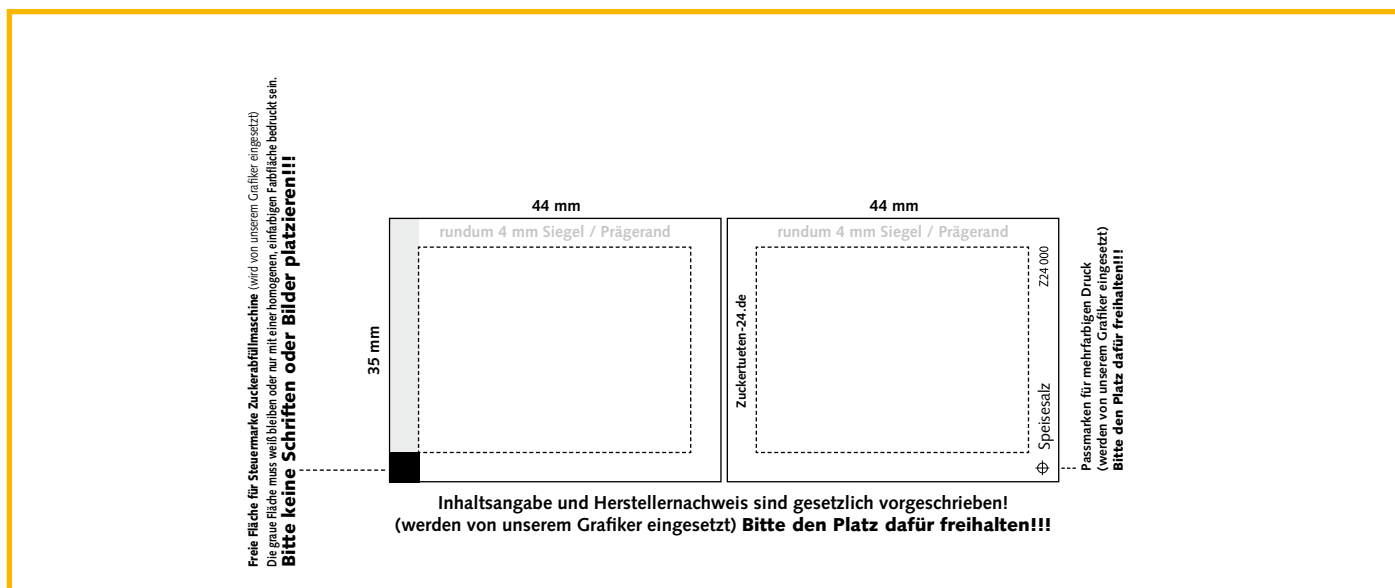 Freie Fläche für Steuermarke Zuckerabfüllmaschine (wird von unserem Grafiker eingesetzt)
Die graue Fläche muss weiß bleiben oder nur mit einer homogenen, einfarbigen Farbfläche bedruckt sein.
Bitte keine Schriften oder Bilder platzieren!!!
35 mm
44 mm
rundum 4 mm Siegel / Prägerand
44 mm
rundum 4 mm Siegel / Prägerand
Zuckertueten-24.de
Z24 000
Speisesalz
Passmarken für mehrfarbigen Druck
(werden von unserem Grafiker eingesetzt)
Bitte den Platz dafür freihalten!!!
Inhaltsangabe und Herstellernachweis sind gesetzlich vorgeschrieben!
(werden von unserem Grafiker eingesetzt) Bitte den Platz dafür freihalten!!!